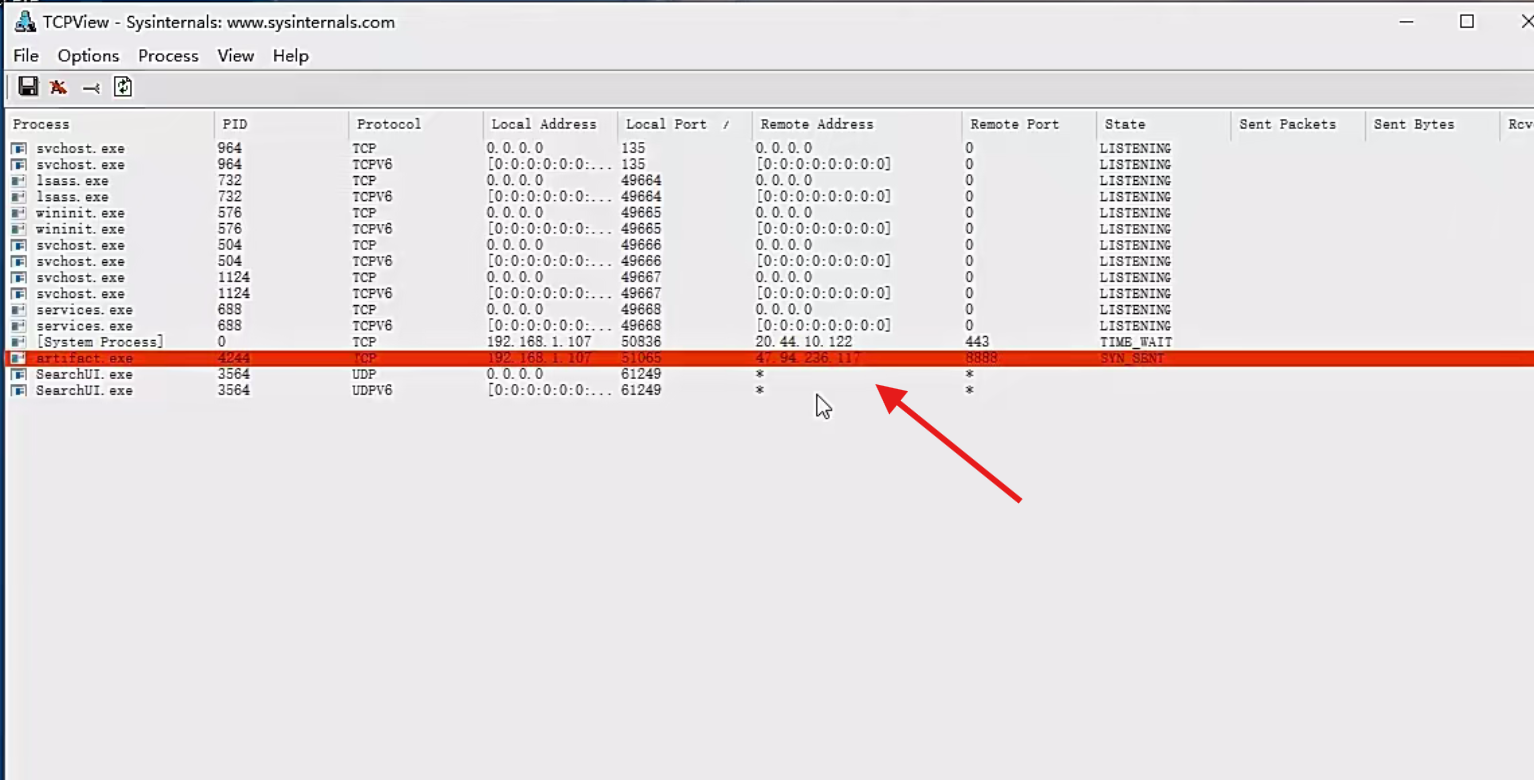 TCPView - Sysinternals: www.sysinternals.com
File Options Process View Help
Process PID Protocol Local Address Local Port / Remote Address Remote Port State Sent Packets Sent Bytes Rcv
svchost.exe 964 TCP 0.0.0.0 135 0.0.0.0 0 LISTENING
svchost.exe 964 TCPV6 [0:0:0:0:0:... 135 [0:0:0:0:0:0:0:0] 0 LISTENING
lsass.exe 732 TCP 0.0.0.0 49664 0.0.0.0 0 LISTENING
lsass.exe 732 TCPV6 [0:0:0:0:0:... 49664 [0:0:0:0:0:0:0:0] 0 LISTENING
wininit.exe 576 TCP 0.0.0.0 49665 0.0.0.0 0 LISTENING
wininit.exe 576 TCPV6 [0:0:0:0:0:... 49665 [0:0:0:0:0:0:0:0] 0 LISTENING
svchost.exe 504 TCP 0.0.0.0 49666 0.0.0.0 0 LISTENING
svchost.exe 504 TCPV6 [0:0:0:0:0:... 49666 [0:0:0:0:0:0:0:0] 0 LISTENING
svchost.exe 1124 TCP 0.0.0.0 49667 0.0.0.0 0 LISTENING
svchost.exe 1124 TCPV6 [0:0:0:0:0:... 49667 [0:0:0:0:0:0:0:0] 0 LISTENING
services.exe 688 TCP 0.0.0.0 49668 0.0.0.0 0 LISTENING
services.exe 688 TCPV6 [0:0:0:0:0:... 49668 [0:0:0:0:0:0:0:0] 0 LISTENING
[System Process] 0 TCP 192.168.1.107 50836 20.44.10.122 443 TIME_WAIT
artifact.exe 4244 TCP 192.168.1.107 51065 47.94.236.117 8888 SYN_SENT
SearchUI.exe 3564 UDP 0.0.0.0 61249 * *
SearchUI.exe 3564 UDPV6 [0:0:0:0:0:... 61249 * *